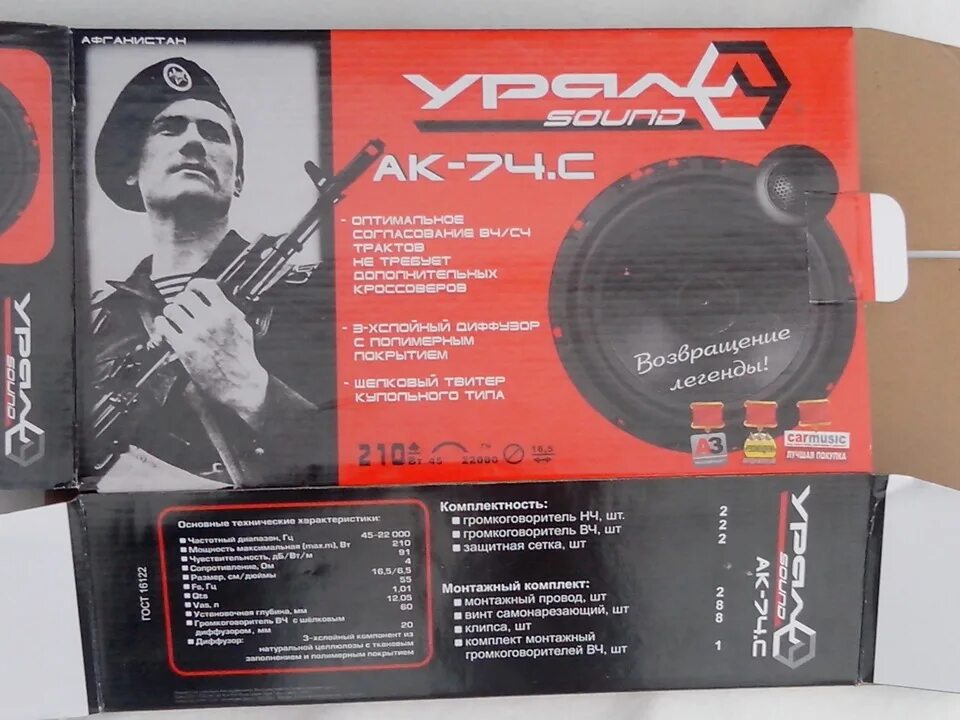 АФГАНИСТАН
УРАЛ
SOUND
АК-74.С
- ОПТИМАЛЬНОЕ
СОГЛАСОВАНИЕ ВЧ/СЧ
ТРАКТОВ
НЕ ТРЕБУЕТ
ДОПОЛНИТЕЛЬНЫХ
КРОССОВЕРОВ
- 3-ХСЛОЙНЫЙ ДИФФУЗОР
С ПОЛИМЕРНЫМ
ПОКРЫТИЕМ
- ШЕЛКОВЫЙ ТВИТЕР
КУПОЛЬНОГО ТИПА
Возвращение
легенды!
210 Вт 45 22000 Гц 16,5
АЗ
carmusic
ЛУЧШАЯ ПОКУПКА
УРАЛ
SOUND
ГОСТ 16122
Основные технические характеристики:
Частотный диапазон, Гц 45-22 000
Мощность максимальная (max.m), Вт 210
Чувствительность, дБ/Вт/м 91
Сопротивление, Ом 4
Размер, см/дюймы 16,5/6,5
Fs, Гц 55
Qts 1,01
Vas, л 12,05
Установочная глубина, мм 60
Громкоговоритель ВЧ с шёлковым
диффузором, мм 20
Диффузор: 3-хслойный компонент из
натуральной целлюлозы с тканевым
заполнением и полимерным покрытием
Комплектность:
громкоговоритель НЧ, шт. 2
громкоговоритель ВЧ, шт 2
защитная сетка, шт 2
Монтажный комплект:
монтажный провод, шт 2
винт самонарезающий, шт 8
клипса, шт 8
комплект монтажный
громкоговорителей ВЧ, шт 1
УРАЛ
SOUND
АК-74.С